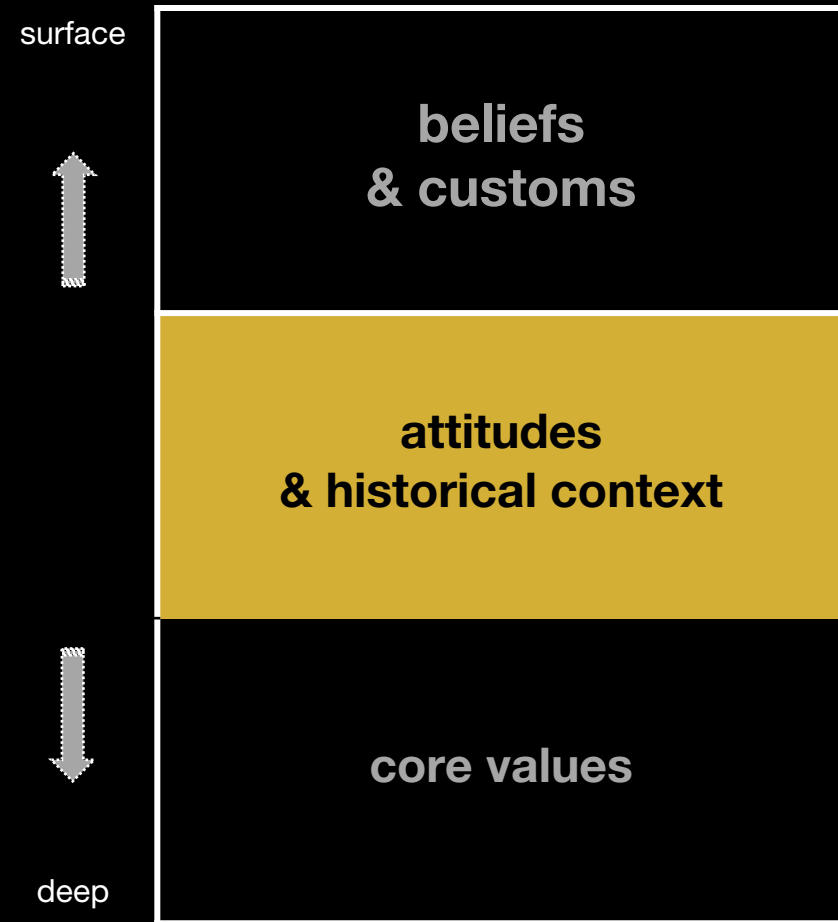 surface
beliefs
& customs
attitudes
& historical context
core values
deep